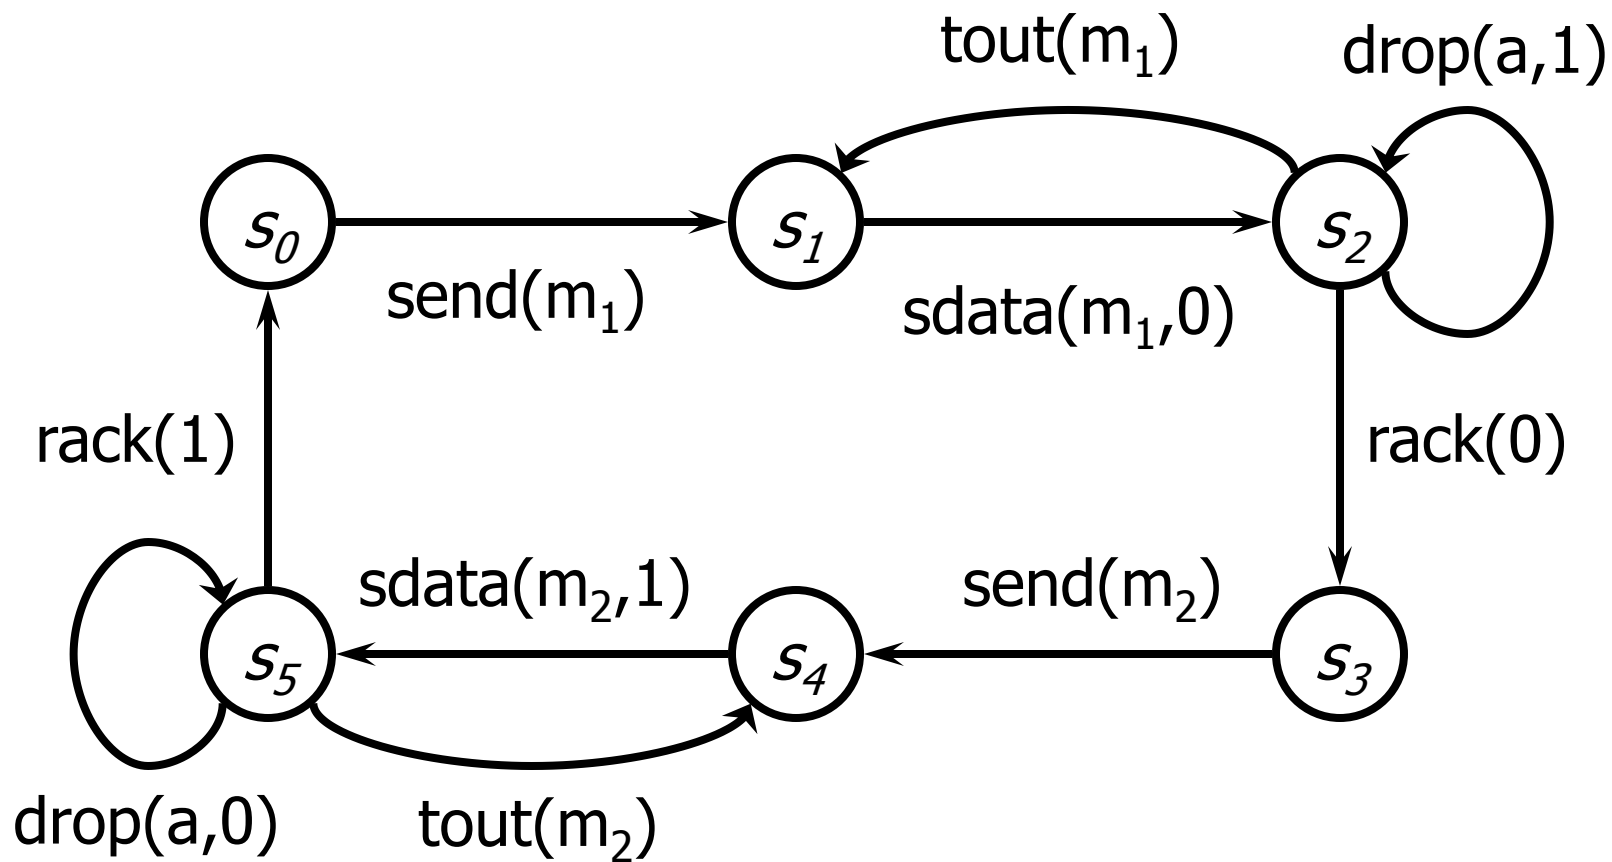 tout(m₁)
drop(a,1)
s₀
s₁
s₂
send(m₁)
sdata(m₁,0)
rack(1)
rack(0)
sdata(m₂,1)
send(m₂)
s₅
s₄
s₃
drop(a,0)
tout(m₂)